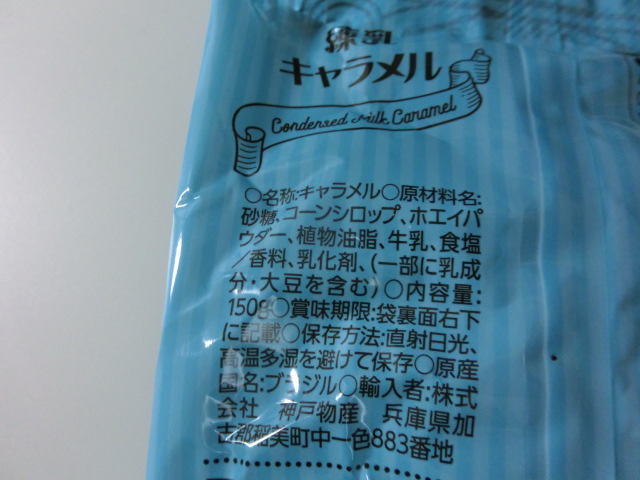 練乳
キャラメル
Condensed Milk Caramel
○名称:キャラメル○原材料名:
砂糖、コーンシロップ、ホエイパ
ウダー、植物油脂、牛乳、食塩
/香料、乳化剤、(一部に乳成
分・大豆を含む)○内容量:
150g○賞味期限:袋裏面右下
に記載○保存方法:直射日光、
高温多湿を避けて保存○原産
国名:ブラジル○輸入者:株式
会社 神戸物産 兵庫県加
古郡稲美町中一色883番地